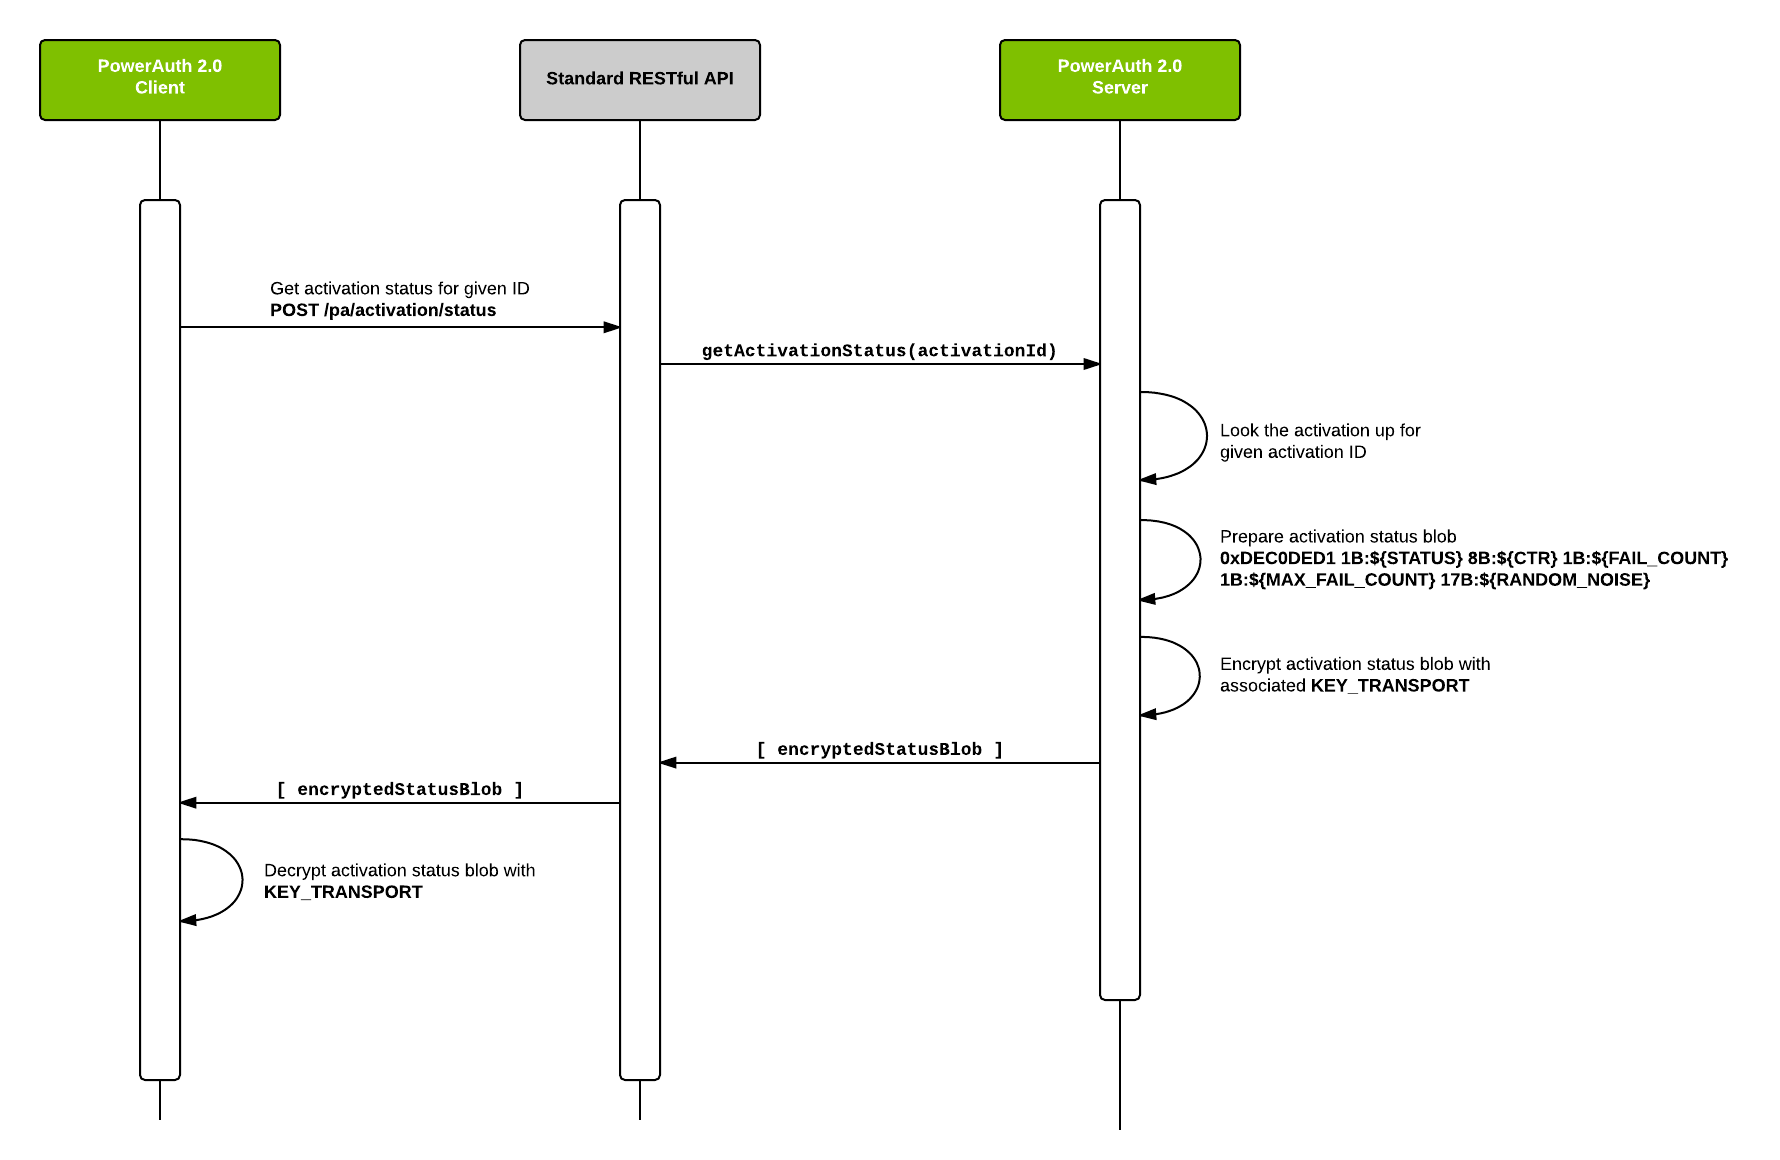 PowerAuth 2.0
Client
Standard RESTful API
PowerAuth 2.0
Server
Get activation status for given ID
POST /pa/activation/status
getActivationStatus(activationId)
Look the activation up for
given activation ID
Prepare activation status blob
0xDEC0DED1 1B:${STATUS} 8B:${CTR} 1B:${FAIL_COUNT}
1B:${MAX_FAIL_COUNT} 17B:${RANDOM_NOISE}
Encrypt activation status blob with
associated KEY_TRANSPORT
[ encryptedStatusBlob ]
[ encryptedStatusBlob ]
Decrypt activation status blob with
KEY_TRANSPORT